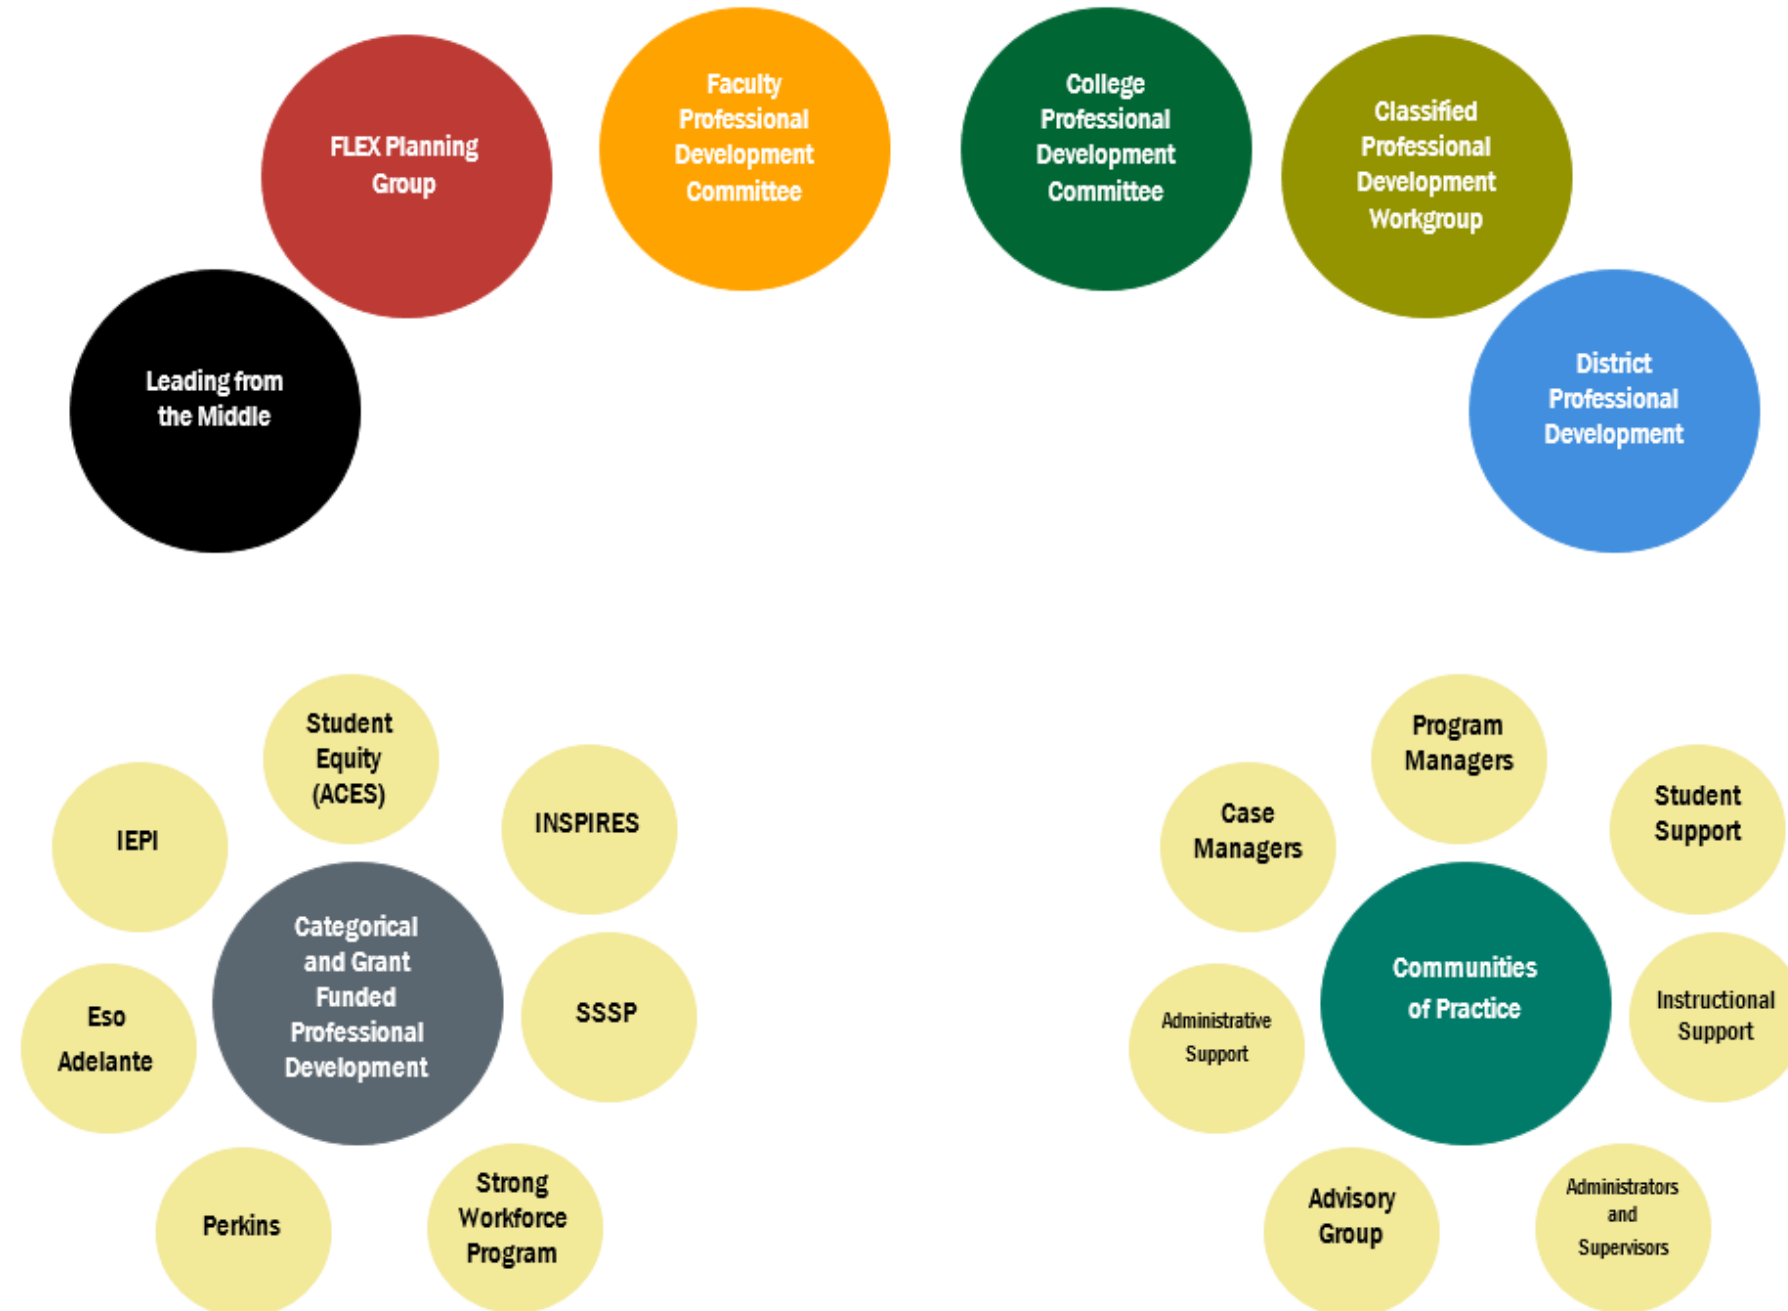 FLEX Planning
Group
Faculty
Professional
Development
Committee
College
Professional
Development
Committee
Classified
Professional
Development
Workgroup
Leading from
the Middle
District
Professional
Development
Student
Equity
(ACES)
IEPI
INSPIRES
Categorical
and Grant
Funded
Professional
Development
Eso
Adelante
SSSP
Perkins
Strong
Workforce
Program
Program
Managers
Case
Managers
Student
Support
Communities
of Practice
Administrative
Support
Instructional
Support
Advisory
Group
Administrators
and
Supervisors